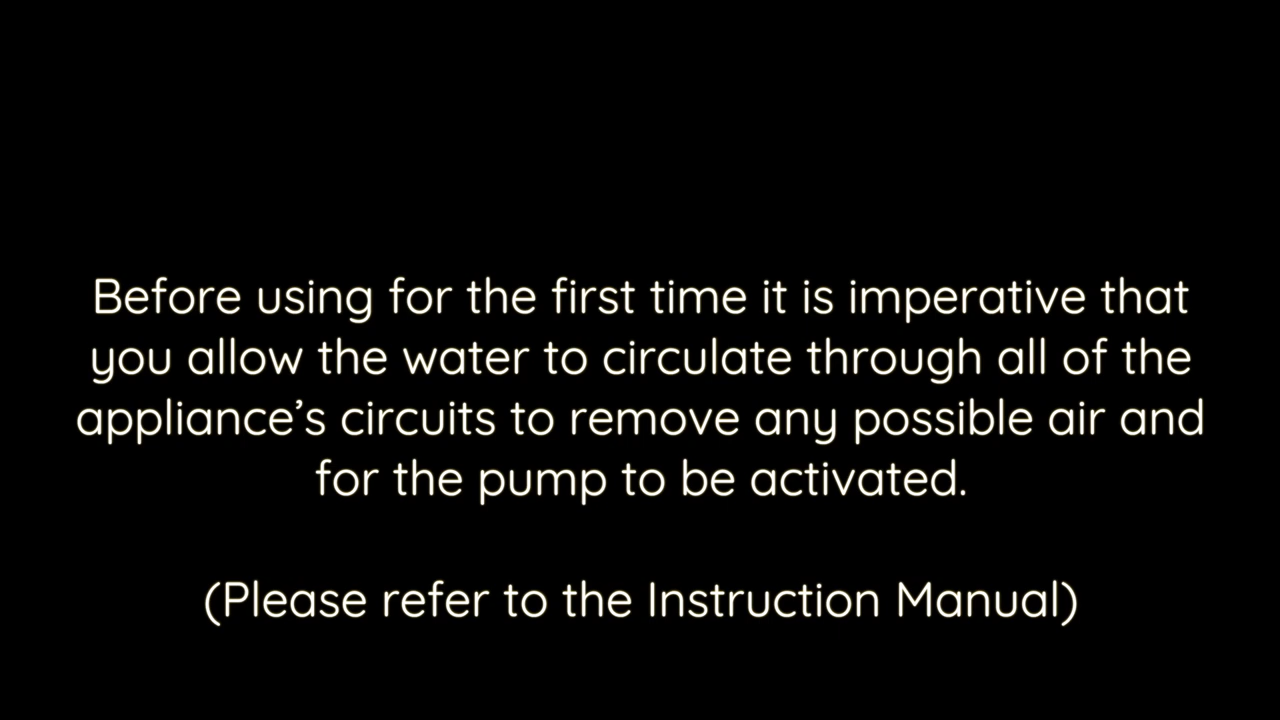 Before using for the first time it is imperative that
you allow the water to circulate through all of the
appliance’s circuits to remove any possible air and
for the pump to be activated.
(Please refer to the Instruction Manual)